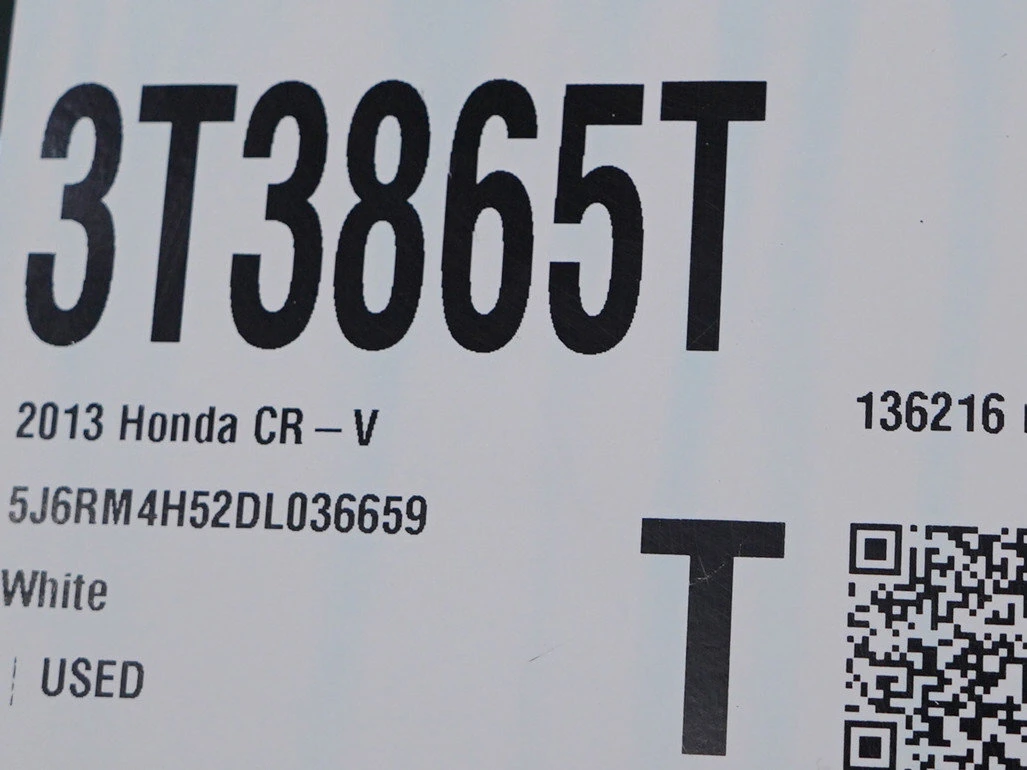 3T3865T
2013 Honda CR – V
136216
5J6RM4H52DL036659
T
White
USED